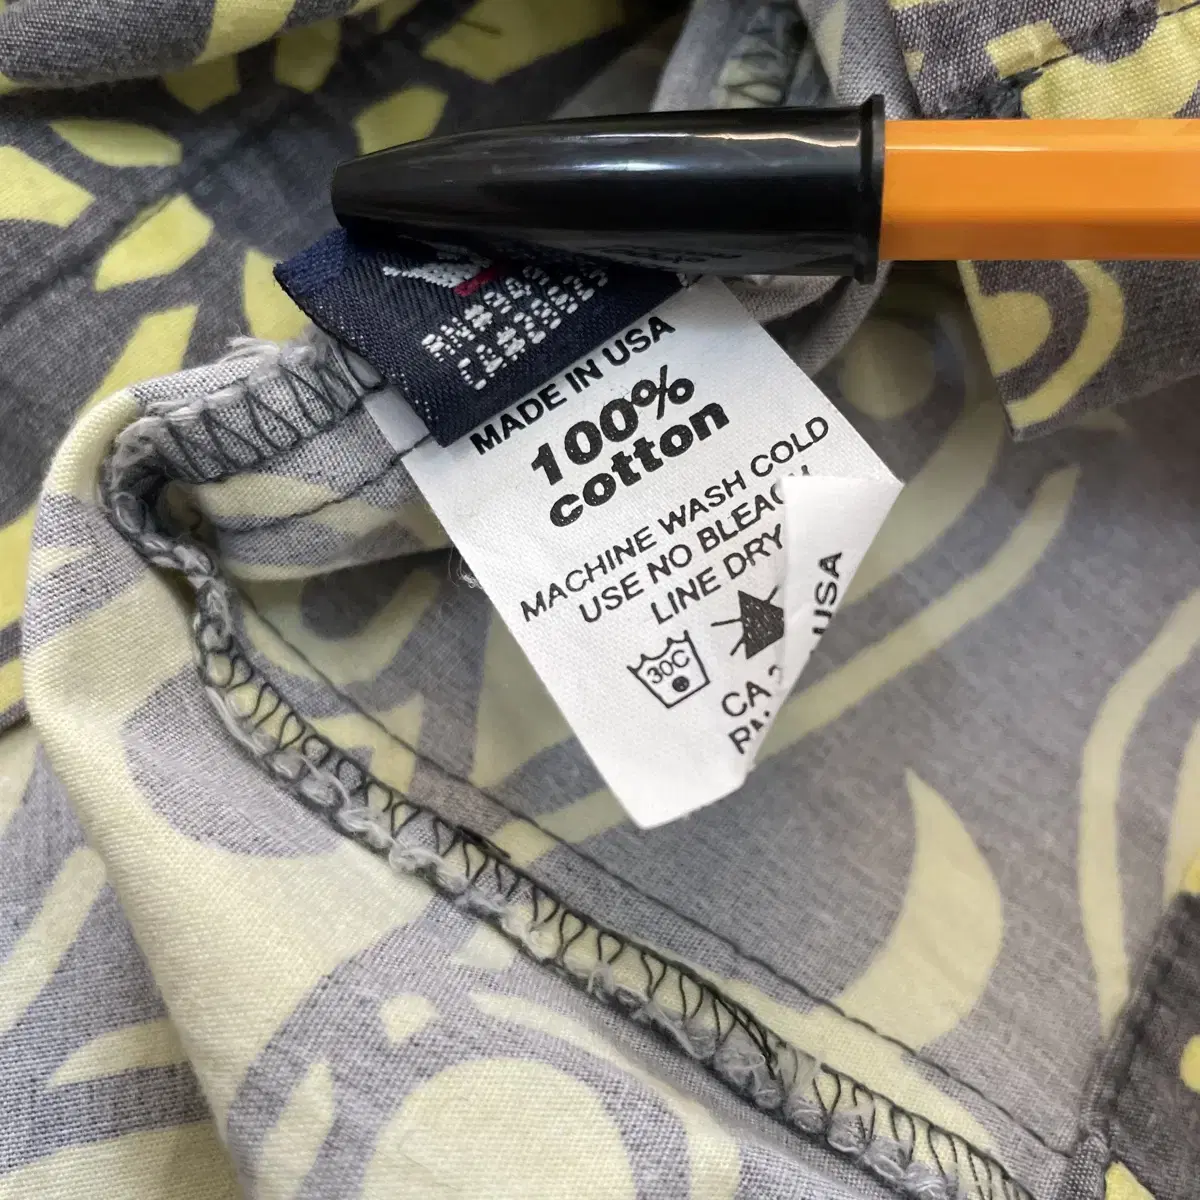 MADE IN USA
100%
cotton
MACHINE WASH COLD
USE NO BLEACH
LINE DRY
30C
CA
USA